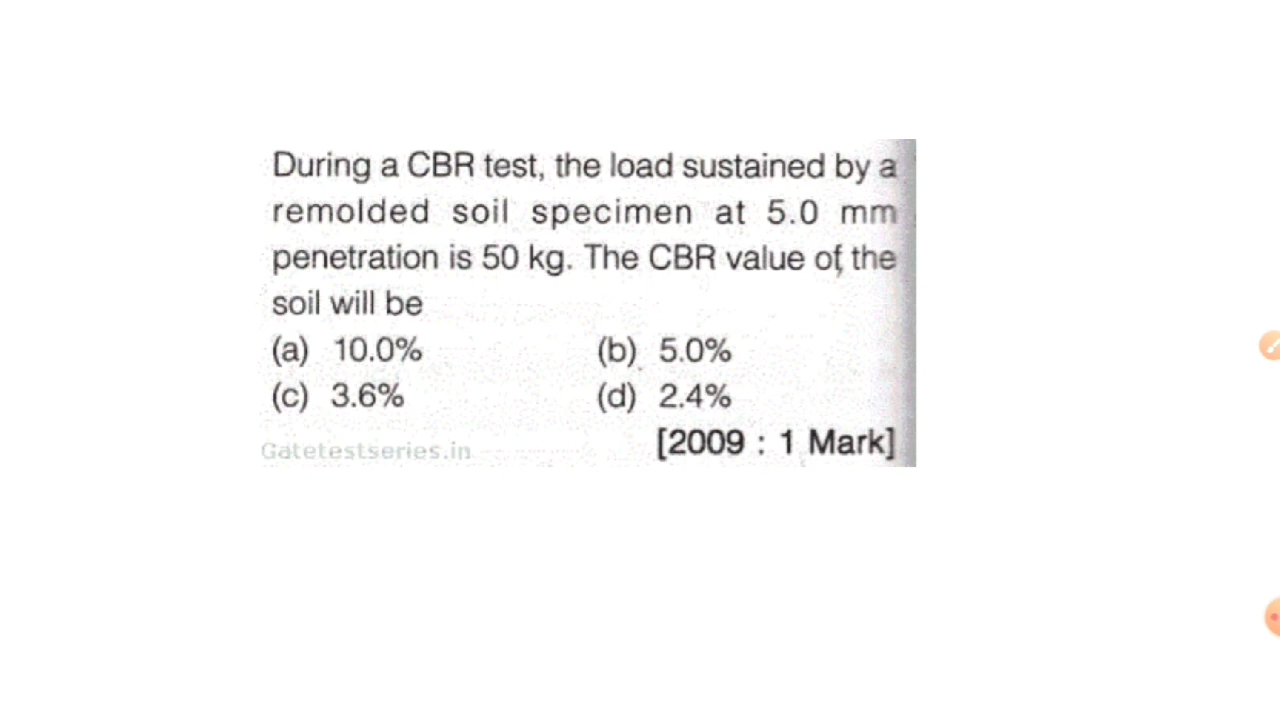 During a CBR test, the load sustained by a
remolded soil specimen at 5.0 mm
penetration is 50 kg. The CBR value of the
soil will be
(a) 10.0% (b) 5.0%
(c) 3.6% (d) 2.4%
[2009 : 1 Mark]
Gatetestseries.in